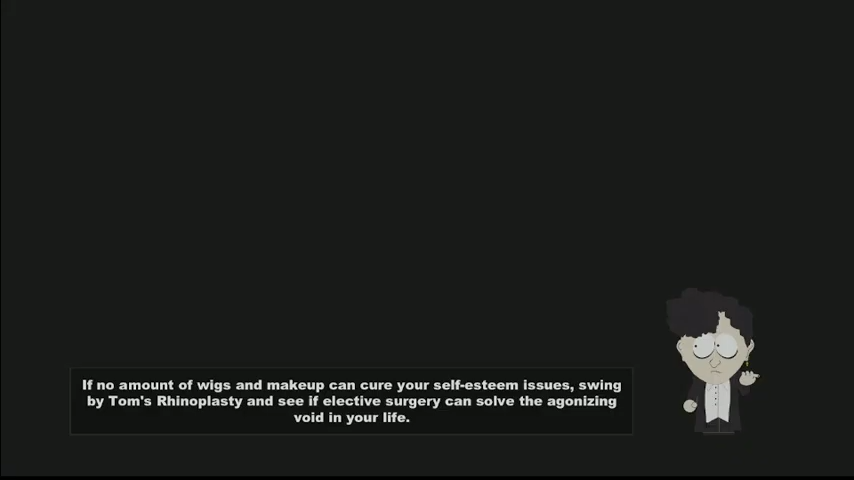 If no amount of wigs and makeup can cure your self-esteem issues, swing
by Tom's Rhinoplasty and see if elective surgery can solve the agonizing
void in your life.